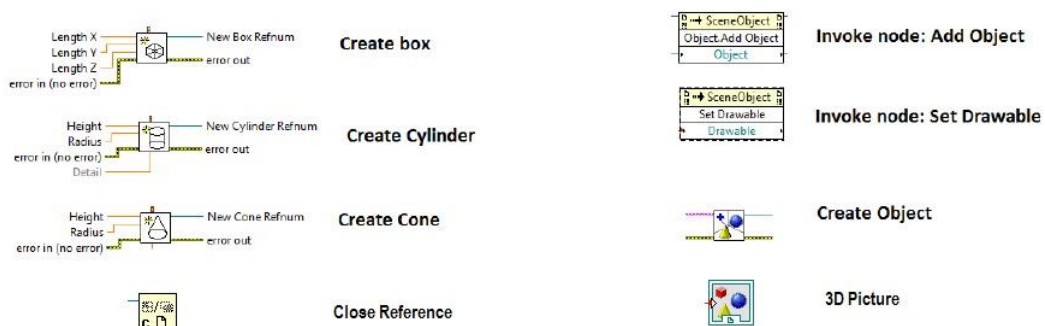 Length X
Length Y
Length Z
error in (no error)
New Box Refnum
error out
Create box
Height
Radius
error in (no error)
Detail
New Cylinder Refnum
error out
Create Cylinder
Height
Radius
error in (no error)
New Cone Refnum
error out
Create Cone
Close Reference
SceneObject
Object.Add Object
Object
Invoke node: Add Object
SceneObject
Set Drawable
Drawable
Invoke node: Set Drawable
Create Object
3D Picture